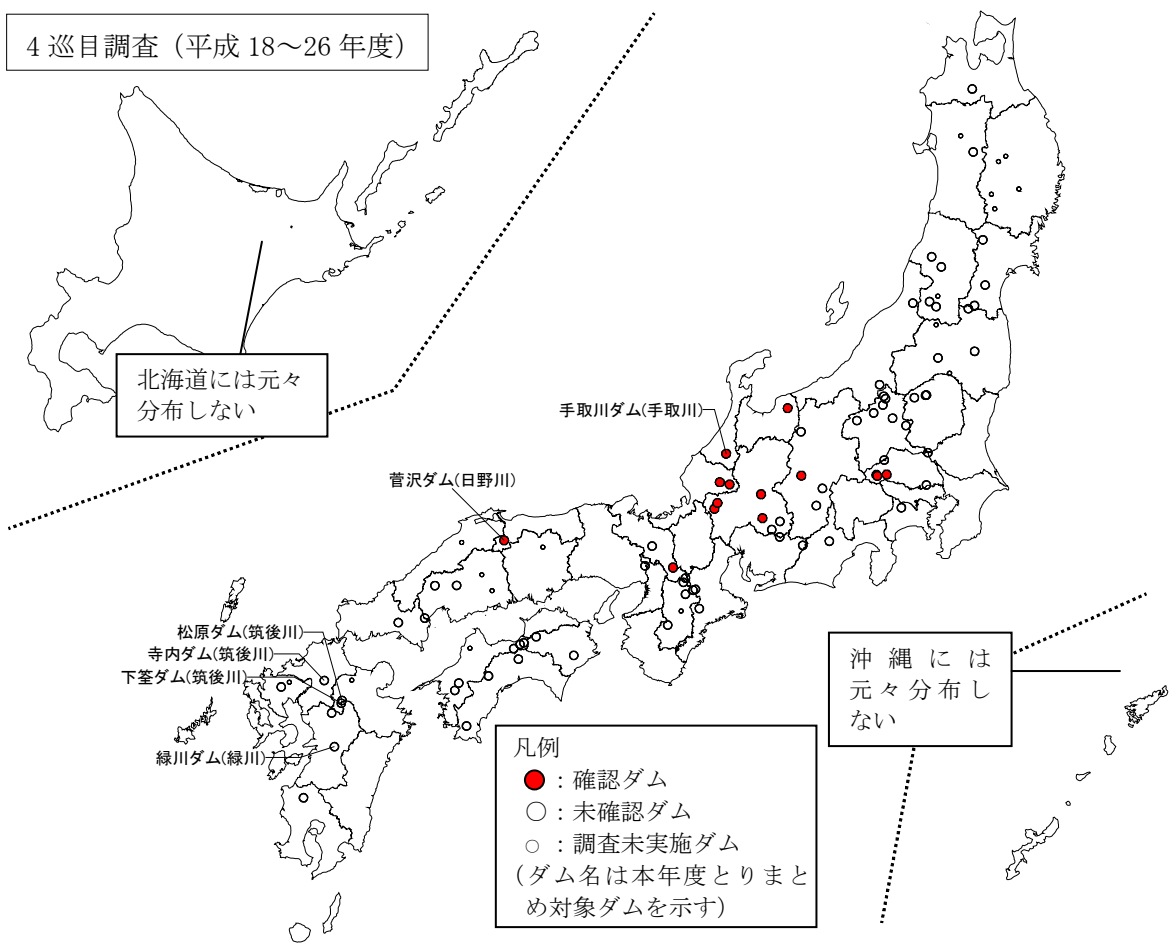 4巡目調査（平成 18～26 年度）
北海道には元々
分布しない
手取川ダム(手取川)
菅沢ダム(日野川)
松原ダム(筑後川)
寺内ダム(筑後川)
下筌ダム(筑後川)
緑川ダム(緑川)
沖縄には
元々分布し
ない
凡例
：確認ダム
：未確認ダム
：調査未実施ダム
(ダム名は本年度とりまと
め対象ダムを示す)